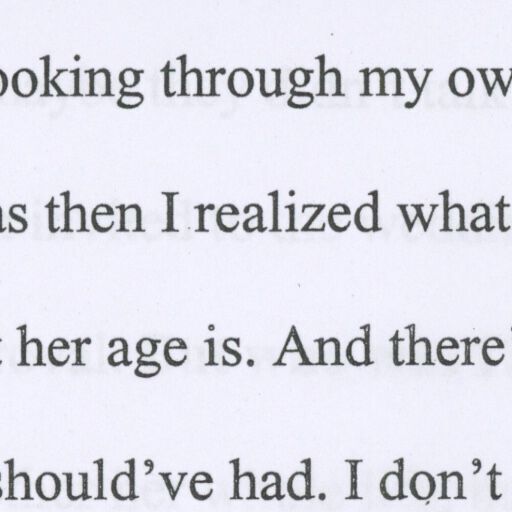 ooking through my ow
as then I realized what
t her age is. And there'
should've had. I don't